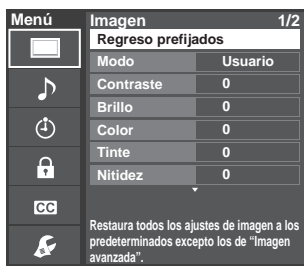 Menú
Imagen 1/2
Regreso prefijados
Modo Usuario
Contraste 0
Brillo 0
Color 0
Tinte 0
Nitidez 0
CC
Restaura todos los ajustes de imagen a los
predeterminados excepto los de “Imagen
avanzada”.